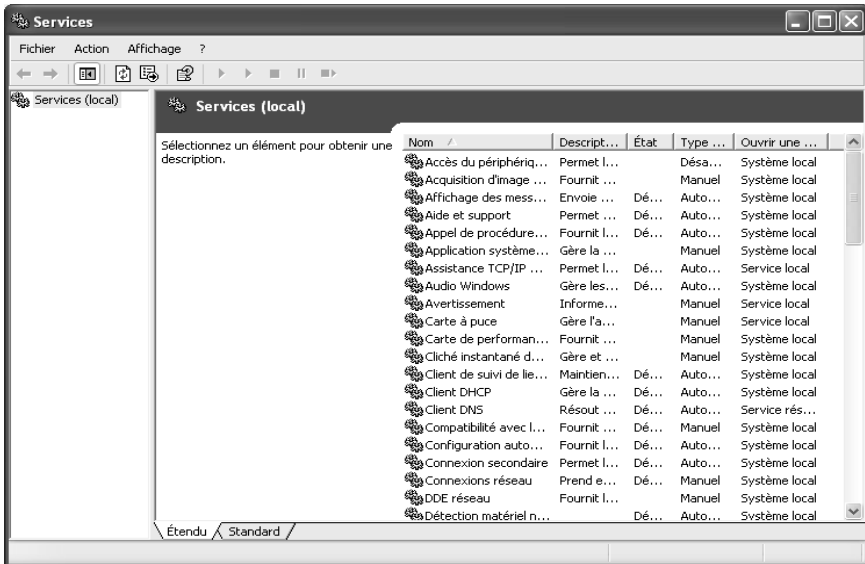 Services
Fichier Action Affichage ?
Services (local)
Services (local)
Sélectionnez un élément pour obtenir une description.
Nom Descript... État Type ... Ouvrir une ...
Accès du périphériq... Permet l... Désa... Système local
Acquisition d'image ... Fournit ... Manuel Système local
Affichage des mess... Envoie ... Dé... Auto... Système local
Aide et support Permet ... Dé... Auto... Système local
Appel de procédure... Fournit l... Dé... Auto... Système local
Application système... Gère la ... Manuel Système local
Assistance TCP/IP ... Permet l... Dé... Auto... Service local
Audio Windows Gère les... Dé... Auto... Système local
Avertissement Informe... Manuel Service local
Carte à puce Gère l'a... Manuel Service local
Carte de performan... Fournit ... Manuel Système local
Cliché instantané d... Gère et ... Manuel Système local
Client de suivi de lie... Maintien... Dé... Auto... Système local
Client DHCP Gère la ... Dé... Auto... Système local
Client DNS Résout ... Dé... Auto... Service rés...
Compatibilité avec l... Fournit ... Dé... Manuel Système local
Configuration auto... Fournit l... Dé... Auto... Système local
Connexion secondaire Permet l... Dé... Auto... Système local
Connexions réseau Prend e... Dé... Manuel Système local
DDE réseau Fournit l... Manuel Système local
Détection matériel n... Dé... Auto... Système local
Étendu Standard